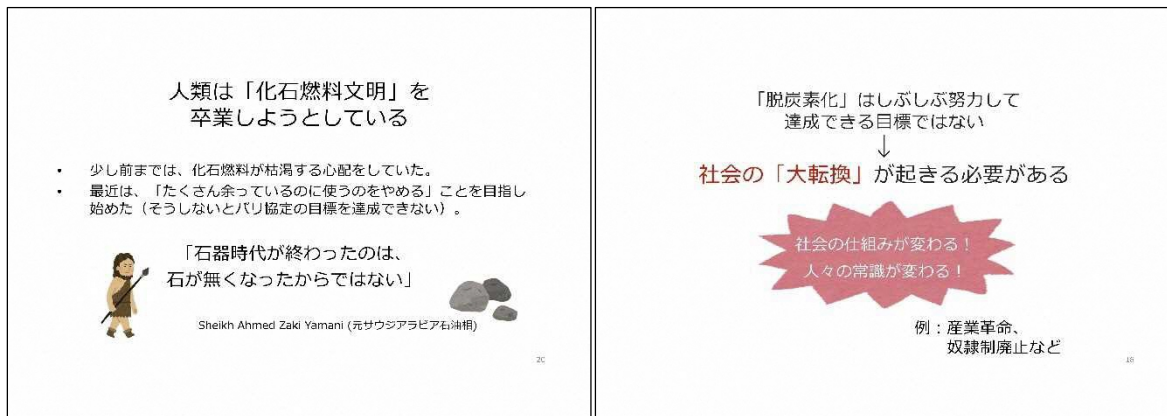 人類は「化石燃料文明」を
卒業しようとしている
• 少し前までは、化石燃料が枯渇する心配をしていた。
• 最近は、「たくさん余っているのに使うのをやめる」ことを目指し
始めた（そうしないとパリ協定の目標を達成できない）。
「石器時代が終わったのは、
石が無くなったからではない」
Sheikh Ahmed Zaki Yamani (元サウジアラビア石油相)
20
「脱炭素化」はしぶしぶ努力して
達成できる目標ではない
↓
社会の「大転換」が起きる必要がある
社会の仕組みが変わる！
人々の常識が変わる！
例：産業革命、
奴隷制廃止など